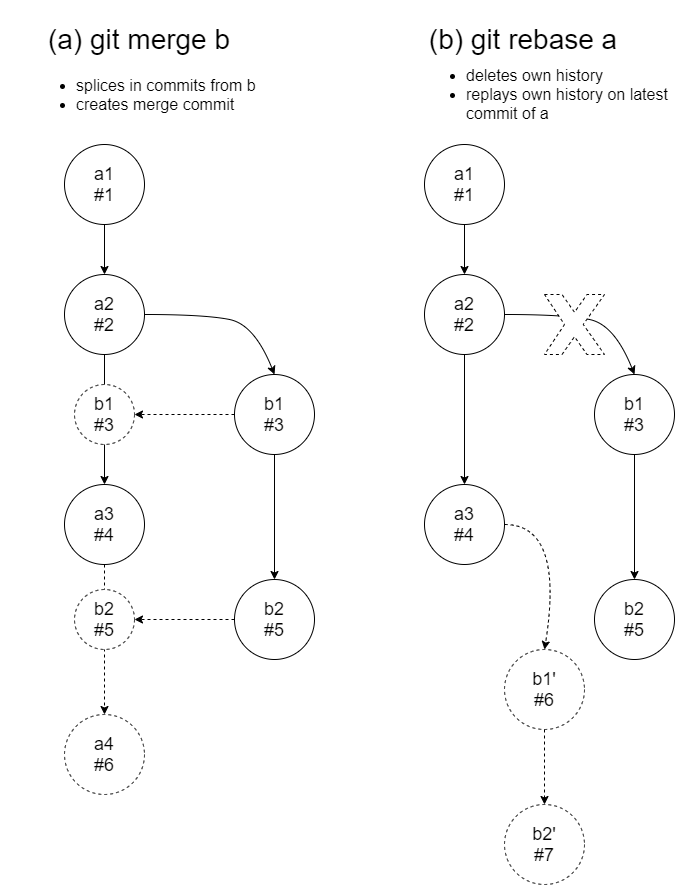 (a) git merge b
• splices in commits from b
• creates merge commit
a1
#1
a2
#2
b1
#3
b1
#3
a3
#4
b2
#5
b2
#5
a4
#6
(b) git rebase a
• deletes own history
• replays own history on latest
commit of a
a1
#1
a2
#2
X
b1
#3
a3
#4
b2
#5
b1'
#6
b2'
#7